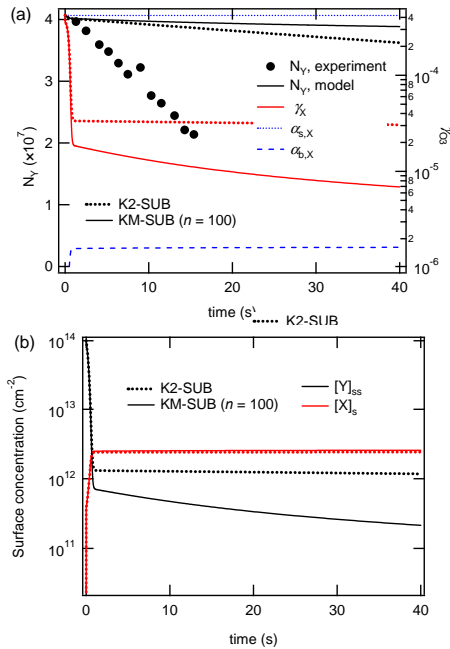 (a)
4
3
2
1
0
N_Y (×10^7)
N_Y, experiment
N_Y, model
γ_X
α_s,X
α_b,X
K2-SUB
KM-SUB (n = 100)
4
2
10^-4
8
6
4
2
10^-5
8
6
4
2
10^-6
γ_O3
0
10
20
30
40
time (s)
K2-SUB
(b)
10^14
10^13
10^12
10^11
Surface concentration (cm^-2)
K2-SUB
KM-SUB (n = 100)
[Y]_ss
[X]_s
0
10
20
30
40
time (s)